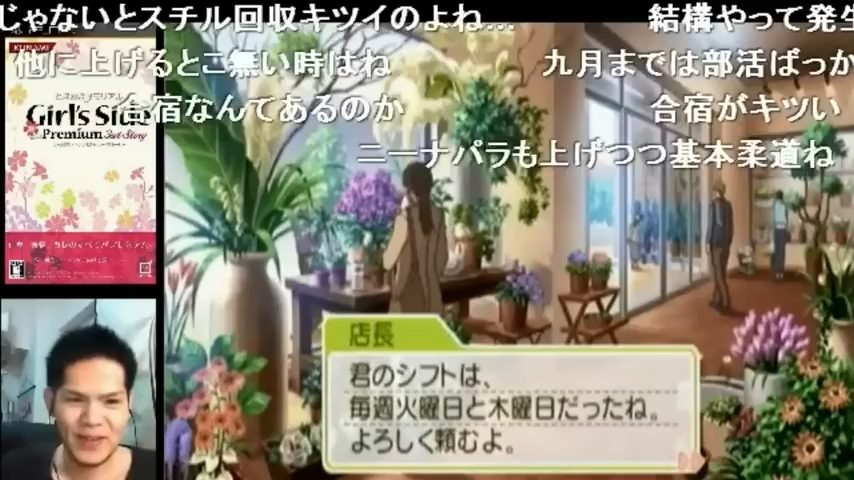 じゃないとスチル回収キツイのよね…
結構やって発生
他に上げるとこ無い時はね
九月までは部活ばっか
合宿なんてあるのか
合宿がキツい
ニーナパラも上げつつ基本柔道ね
KONAMI
Girl's Side
Premium
店長
君のシフトは、
毎週火曜日と木曜日だったね。
よろしく頼むよ。